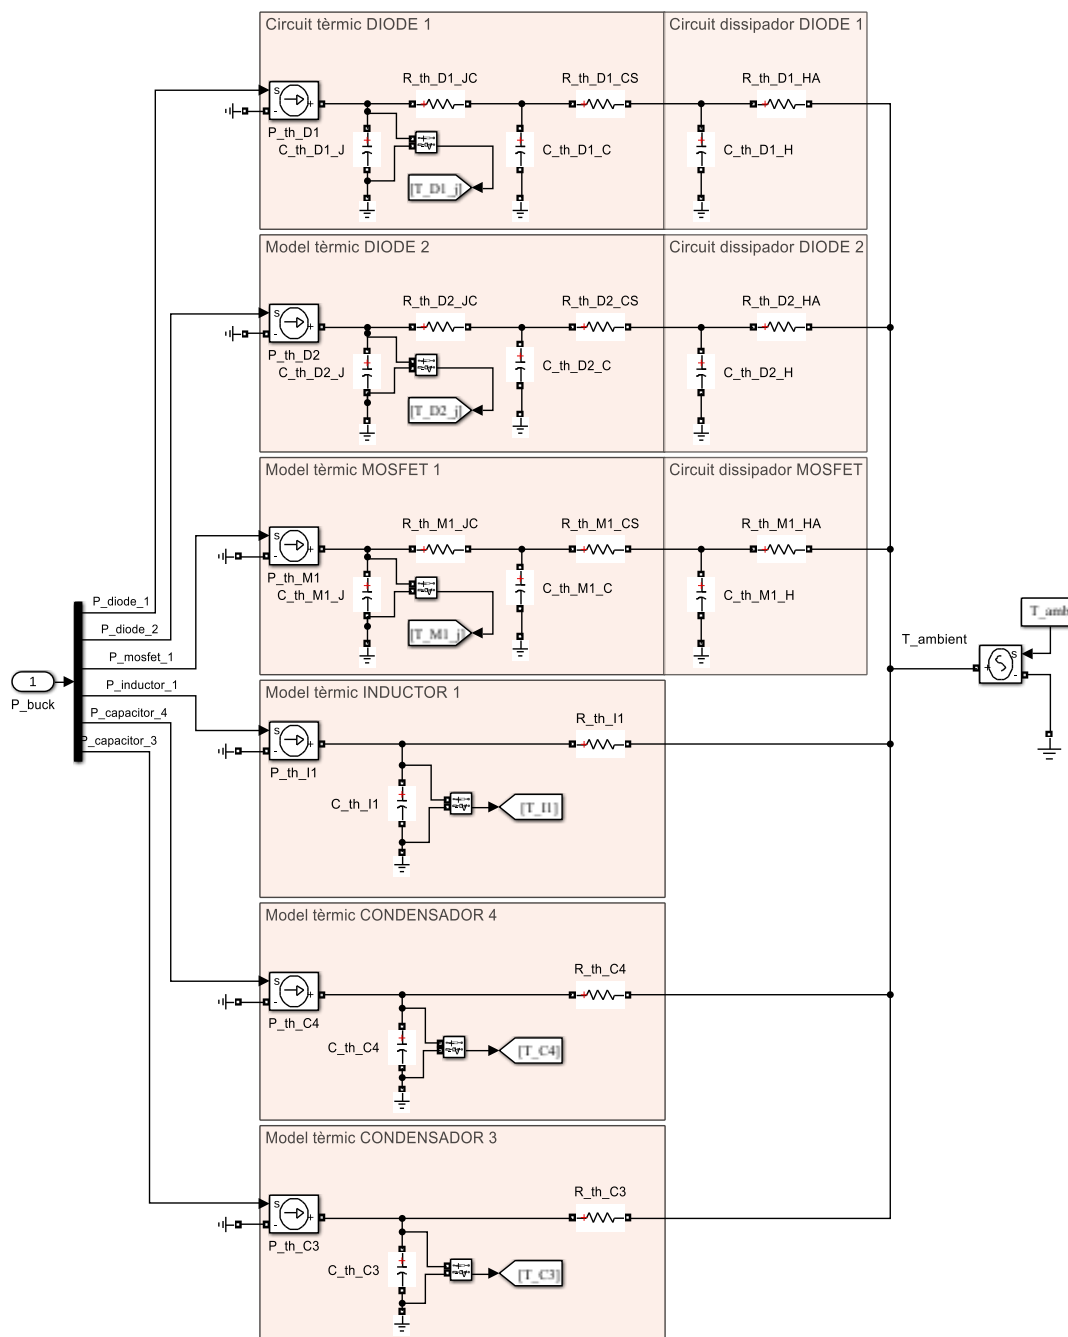 Circuit tèrmic DIODE 1
Circuit dissipador DIODE 1
R_th_D1_JC
R_th_D1_CS
R_th_D1_HA
S
+
-
P_th_D1
C_th_D1_J
C_th_D1_C
C_th_D1_H
[T_D1_j]
Model tèrmic DIODE 2
Circuit dissipador DIODE 2
R_th_D2_JC
R_th_D2_CS
R_th_D2_HA
S
+
-
P_th_D2
C_th_D2_J
C_th_D2_C
C_th_D2_H
[T_D2_j]
Model tèrmic MOSFET 1
Circuit dissipador MOSFET
R_th_M1_JC
R_th_M1_CS
R_th_M1_HA
S
+
-
P_th_M1
C_th_M1_J
C_th_M1_C
C_th_M1_H
[T_M1_j]
P_diode_1
P_diode_2
P_mosfet_1
P_inductor_1
P_capacitor_4
P_capacitor_3
1
P_buck
T_amb
T_ambient
S
+
-
Model tèrmic INDUCTOR 1
R_th_I1
S
+
-
P_th_I1
C_th_I1
[T_I1]
Model tèrmic CONDENSADOR 4
R_th_C4
S
+
-
P_th_C4
C_th_C4
[T_C4]
Model tèrmic CONDENSADOR 3
R_th_C3
S
+
-
P_th_C3
C_th_C3
[T_C3]